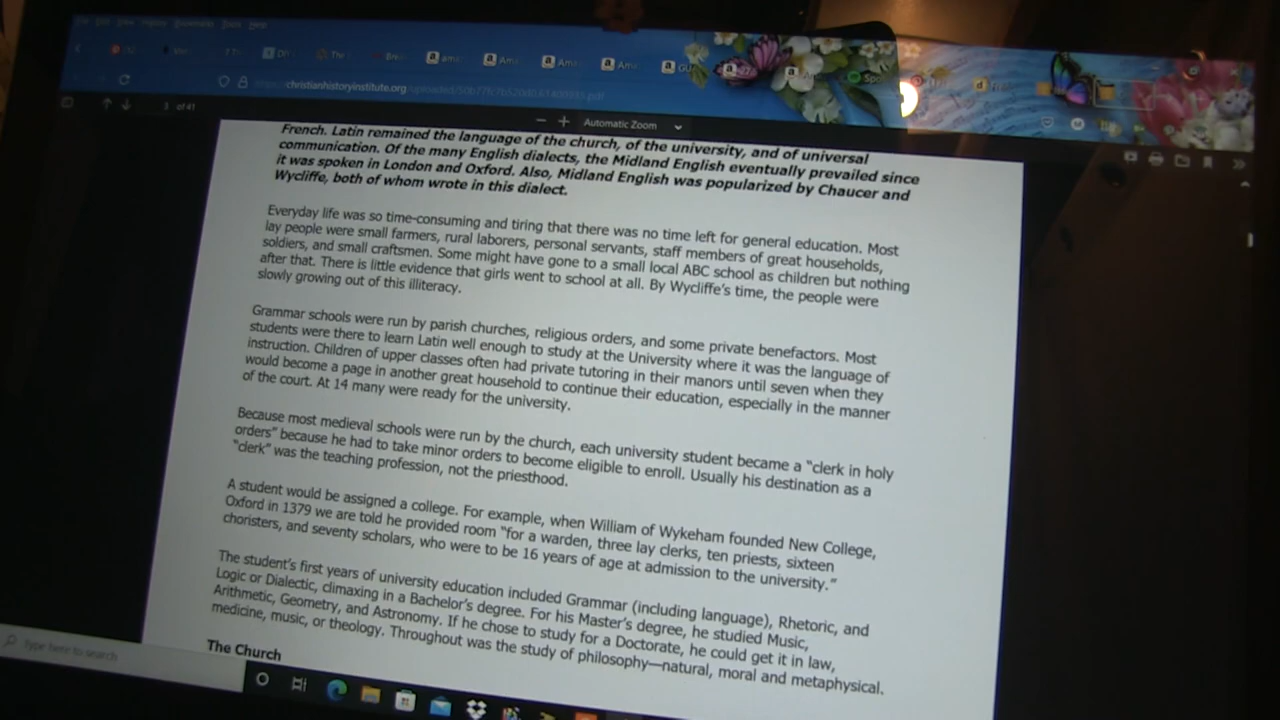 christianhistoryinstitute.org
of 41
Automatic Zoom
French. Latin remained the language of the church, of the university, and of universal
communication. Of the many English dialects, the Midland English eventually prevailed since
it was spoken in London and Oxford. Also, Midland English was popularized by Chaucer and
Wycliffe, both of whom wrote in this dialect.
Everyday life was so time-consuming and tiring that there was no time left for general education. Most
lay people were small farmers, rural laborers, personal servants, staff members of great households,
soldiers, and small craftsmen. Some might have gone to a small local ABC school as children but nothing
after that. There is little evidence that girls went to school at all. By Wycliffe's time, the people were
slowly growing out of this illiteracy.
Grammar schools were run by parish churches, religious orders, and some private benefactors. Most
students were there to learn Latin well enough to study at the University where it was the language of
instruction. Children of upper classes often had private tutoring in their manors until seven when they
would become a page in another great household to continue their education, especially in the manner
of the court. At 14 many were ready for the university.
Because most medieval schools were run by the church, each university student became a "clerk in holy
orders" because he had to take minor orders to become eligible to enroll. Usually his destination as a
"clerk" was the teaching profession, not the priesthood.
A student would be assigned a college. For example, when William of Wykeham founded New College,
Oxford in 1379 we are told he provided room "for a warden, three lay clerks, ten priests, sixteen
choristers, and seventy scholars, who were to be 16 years of age at admission to the university."
The student's first years of university education included Grammar (including language), Rhetoric, and
Logic or Dialectic, climaxing in a Bachelor's degree. For his Master's degree, he studied Music,
Arithmetic, Geometry, and Astronomy. If he chose to study for a Doctorate, he could get it in law,
medicine, music, or theology. Throughout was the study of philosophy—natural, moral and metaphysical.
The Church
Type here to search